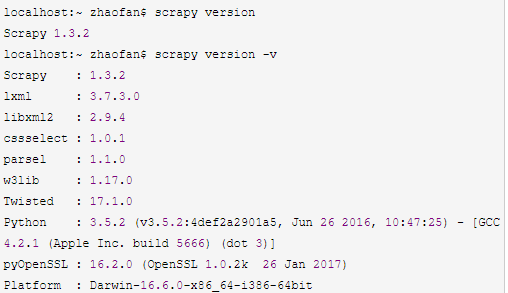 localhost:~ zhaofan$ scrapy version
Scrapy 1.3.2
localhost:~ zhaofan$ scrapy version -v
Scrapy    : 1.3.2
lxml      : 3.7.3.0
libxml2   : 2.9.4
cssselect : 1.0.1
parsel    : 1.1.0
w3lib     : 1.17.0
Twisted   : 17.1.0
Python    : 3.5.2 (v3.5.2:4def2a2901a5, Jun 26 2016, 10:47:25) - [GCC
4.2.1 (Apple Inc. build 5666) (dot 3)]
pyOpenSSL : 16.2.0 (OpenSSL 1.0.2k  26 Jan 2017)
Platform  : Darwin-16.6.0-x86_64-i386-64bit